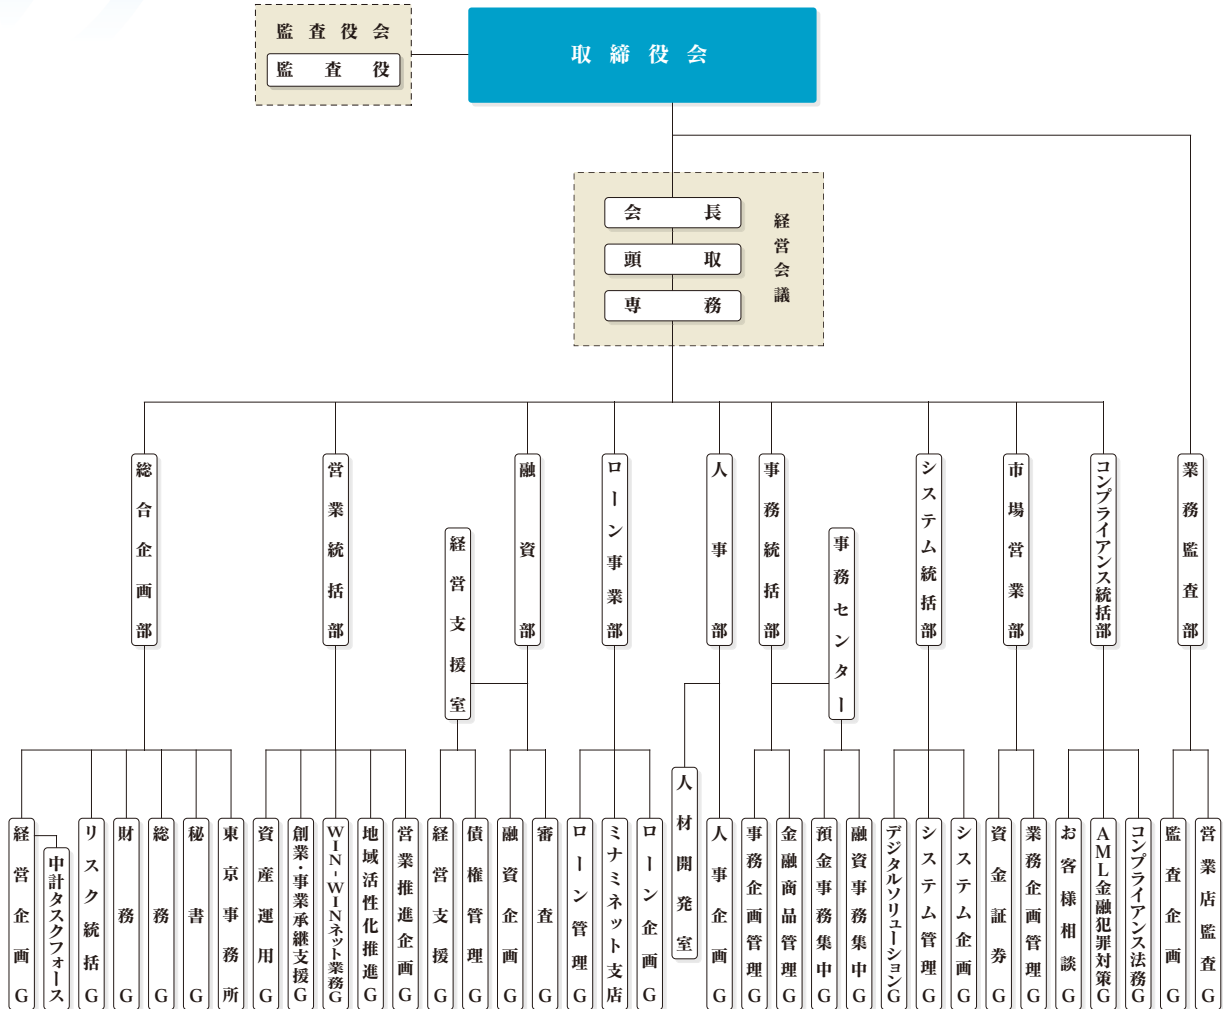 監査役会
監査役
取締役会
会長
頭取
専務
経営会議
総合企画部
営業統括部
融資部
ローン事業部
人事部
事務統括部
システム統括部
市場営業部
コンプライアンス統括部
業務監査部
経営支援室
事務センター
人材開発室
経営企画G
中計タスクフォース
リスク統括G
財務G
総務G
秘書G
東京事務所
資産運用G
創業・事業承継支援G
WIN-WINネット業務G
地域活性化推進G
営業推進企画G
経営支援G
債権管理G
融資企画G
審査G
ローン管理G
ミナミネット支店
ローン企画G
人事企画G
事務企画管理G
金融商品管理G
預金事務集中G
融資事務集中G
デジタルソリューションG
システム管理G
システム企画G
資金証券G
業務企画管理G
お客様相談G
AML金融犯罪対策G
コンプライアンス法務G
監査企画G
営業店監査G